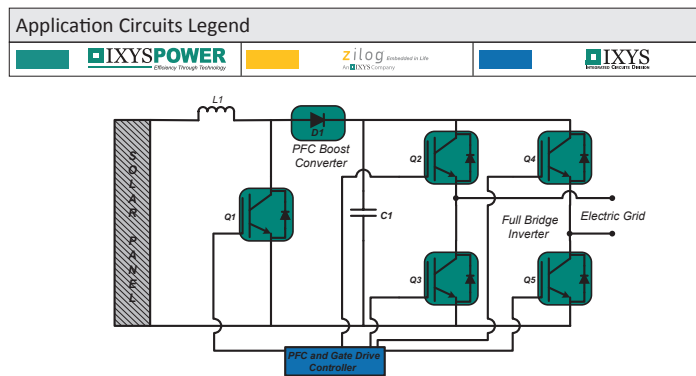 Application Circuits Legend
IXYSPOWER
Efficiency Through Technology
zilog Embedded in Life
An IXYS Company
IXYS
INTEGRATED CIRCUITS DIVISION
L1
D1
PFC Boost
Converter
Q2
Q4
SOLAR PANEL
Q1
C1
Full Bridge
Inverter
Electric Grid
Q3
Q5
PFC and Gate Drive
Controller